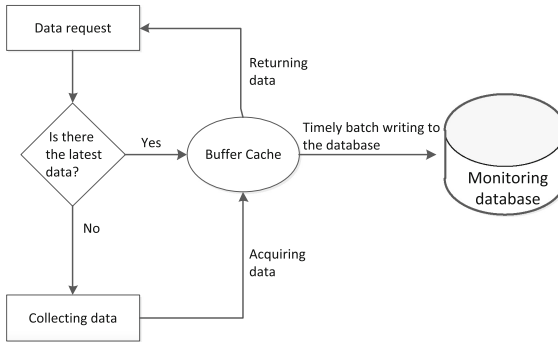 Data request
Returning
data
Is there
the latest
data?
Yes
Buffer Cache
Timely batch writing to
the database
Monitoring
database
No
Acquiring
data
Collecting data